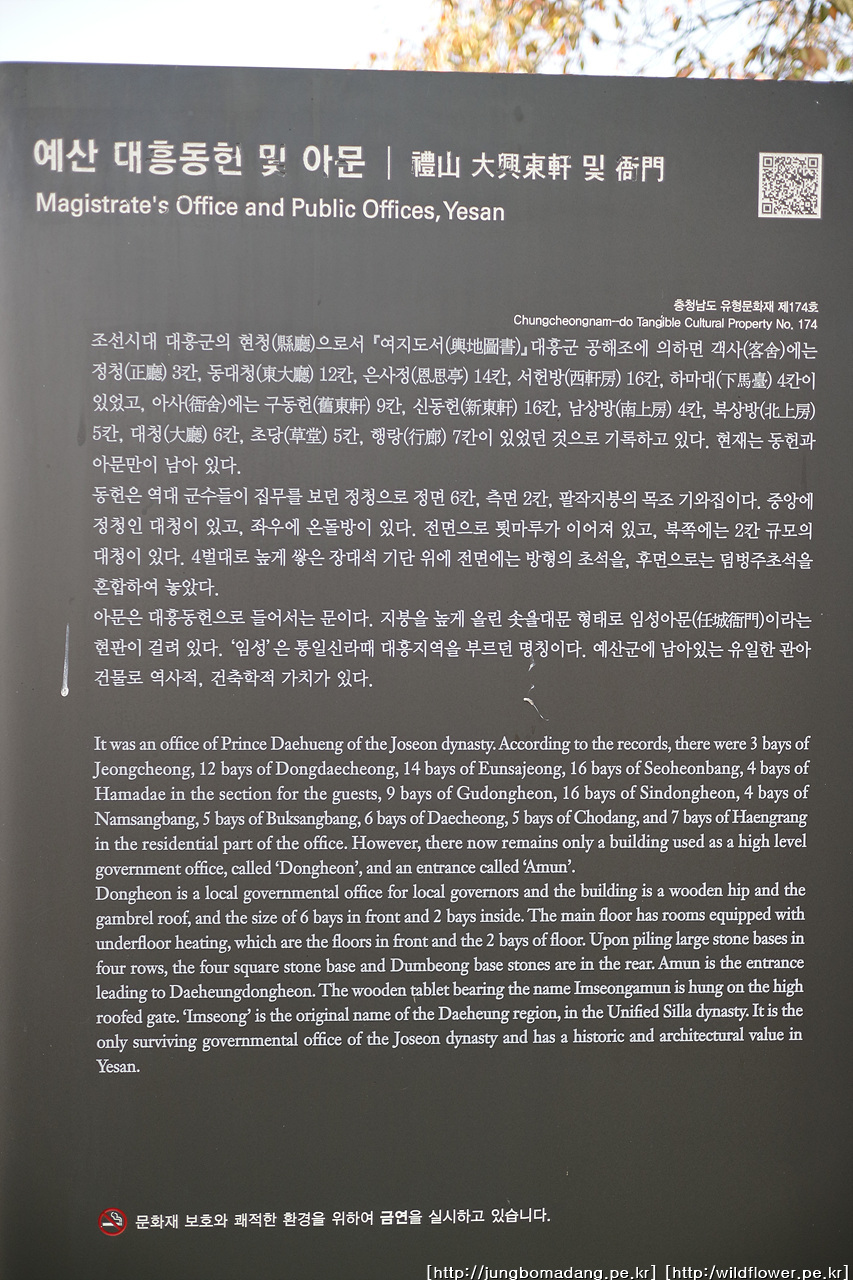 예산 대흥동헌 및 아문 | 禮山 大興東軒 및 衙門
Magistrate's Office and Public Offices, Yesan
충청남도 유형문화재 제174호
Chungcheongnam-do Tangible Cultural Property No. 174
조선시대 대흥군의 현청(縣廳)으로서 『여지도서(輿地圖書)』대흥군 공해조에 의하면 객사(客舍)에는
정청(正廳) 3칸, 동대청(東大廳) 12칸, 은사정(恩思亭) 14칸, 서헌방(西軒房) 16칸, 하마대(下馬臺) 4칸이
있었고, 아사(衙舍)에는 구동헌(舊東軒) 9칸, 신동헌(新東軒) 16칸, 남상방(南上房) 4칸, 북상방(北上房)
5칸, 대청(大廳) 6칸, 초당(草堂) 5칸, 행랑(行廊) 7칸이 있었던 것으로 기록하고 있다. 현재는 동헌과
아문만이 남아 있다.
동헌은 역대 군수들이 집무를 보던 정청으로 정면 6칸, 측면 2칸, 팔작지붕의 목조 기와집이다. 중앙에
정청인 대청이 있고, 좌우에 온돌방이 있다. 전면으로 툇마루가 이어져 있고, 북쪽에는 2칸 규모의
대청이 있다. 4벌대로 높게 쌓은 장대석 기단 위에 전면에는 방형의 초석을, 후면으로는 덤벙주초석을
혼합하여 놓았다.
아문은 대흥동헌으로 들어서는 문이다. 지붕을 높게 올린 솟을대문 형태로 임성아문(任城衙門)이라는
현판이 걸려 있다. '임성'은 통일신라때 대흥지역을 부르던 명칭이다. 예산군에 남아있는 유일한 관아
건물로 역사적, 건축학적 가치가 있다.
It was an office of Prince Daehueng of the Joseon dynasty. According to the records, there were 3 bays of
Jeongcheong, 12 bays of Dongdaecheong, 14 bays of Eunsajeong, 16 bays of Seoheonbang, 4 bays of
Hamadae in the section for the guests, 9 bays of Gudongheon, 16 bays of Sindongheon, 4 bays of
Namsangbang, 5 bays of Buksangbang, 6 bays of Daecheong, 5 bays of Chodang, and 7 bays of Haengrang
in the residential part of the office. However, there now remains only a building used as a high level
government office, called 'Dongheon', and an entrance called 'Amun'.
Dongheon is a local governmental office for local governors and the building is a wooden hip and the
gambrel roof, and the size of 6 bays in front and 2 bays inside. The main floor has rooms equipped with
underfloor heating, which are the floors in front and the 2 bays of floor. Upon piling large stone bases in
four rows, the four square stone base and Dumbeong base stones are in the rear. Amun is the entrance
leading to Daeheungdongheon. The wooden tablet bearing the name Imseongamun is hung on the high
roofed gate. 'Imseong' is the original name of the Daeheung region, in the Unified Silla dynasty. It is the
only surviving governmental office of the Joseon dynasty and has a historic and architectural value in
Yesan.
문화재 보호와 쾌적한 환경을 위하여 금연을 실시하고 있습니다.
[http://jungbomadang.pe.kr] [http:/wildflower.pe.kr]